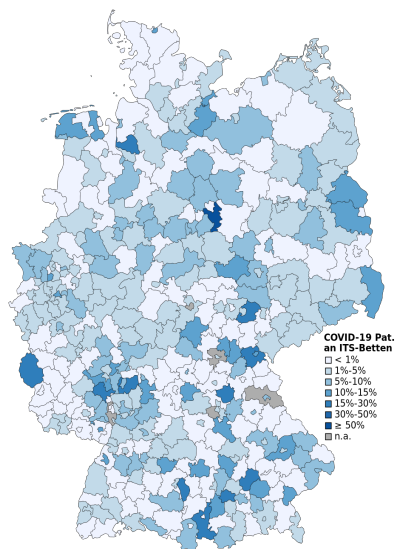 COVID-19 Pat.
an ITS-Betten
< 1%
1%-5%
5%-10%
10%-15%
15%-30%
30%-50%
≥ 50%
n.a.